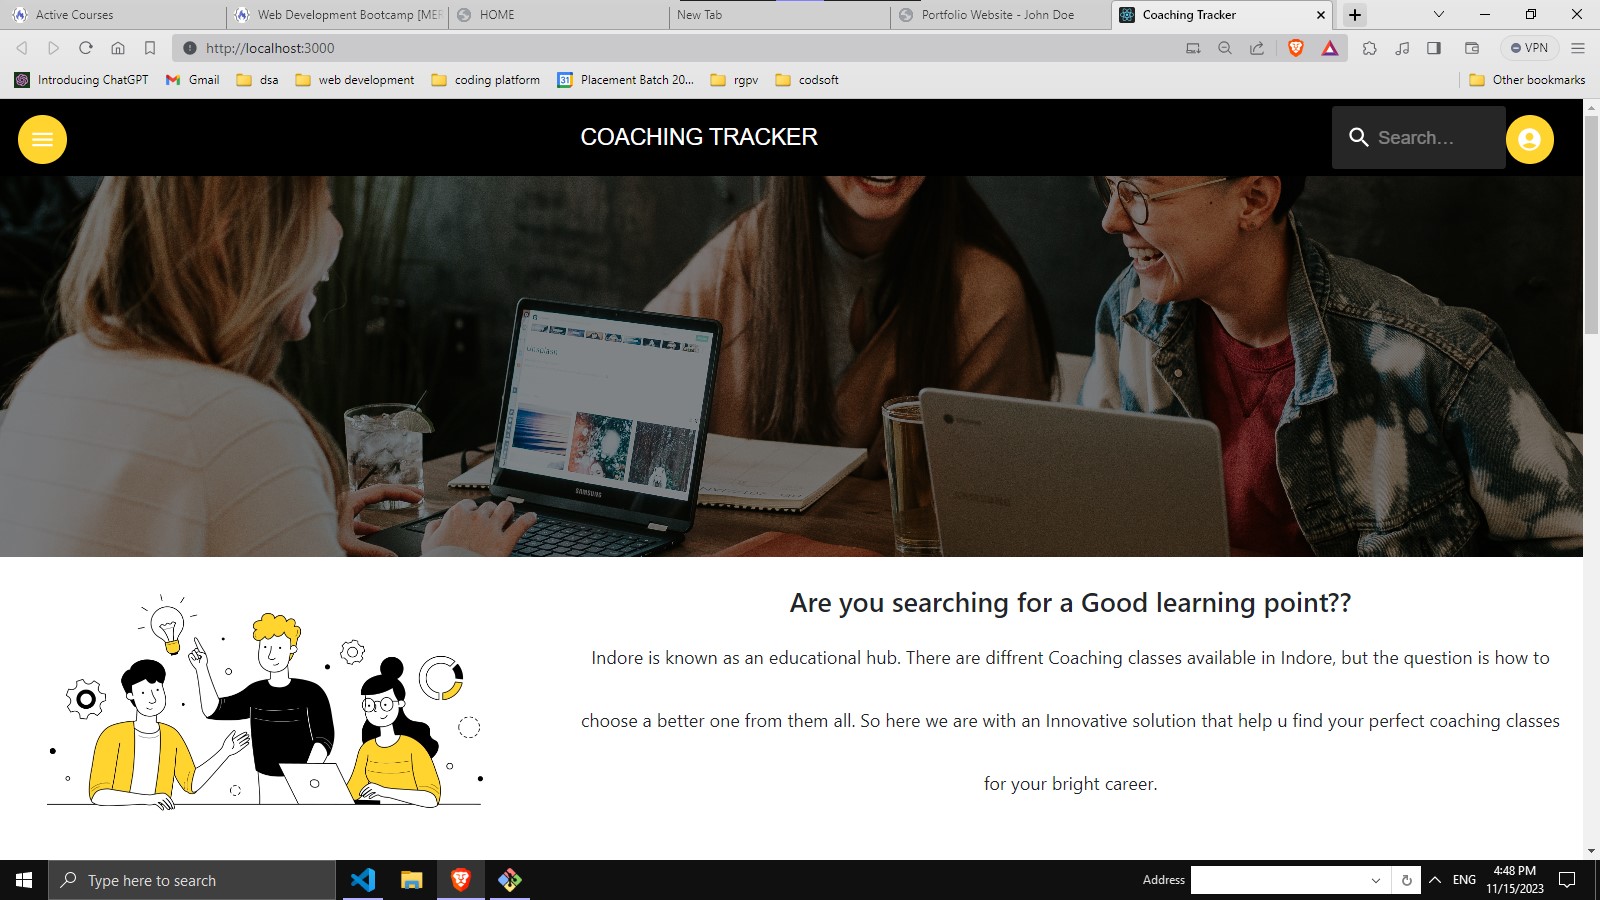 Active Courses
Web Development Bootcamp [MER
HOME
New Tab
Portfolio Website - John Doe
Coaching Tracker
http://localhost:3000
VPN
Introducing ChatGPT
Gmail
dsa
web development
coding platform
31
Placement Batch 20...
rgpv
codsoft
Other bookmarks
COACHING TRACKER
Search...
SAMSUNG
Are you searching for a Good learning point??
Indore is known as an educational hub. There are diffrent Coaching classes available in Indore, but the question is how to
choose a better one from them all. So here we are with an Innovative solution that help u find your perfect coaching classes
for your bright career.
Type here to search
Address
ENG
4:48 PM
11/15/2023